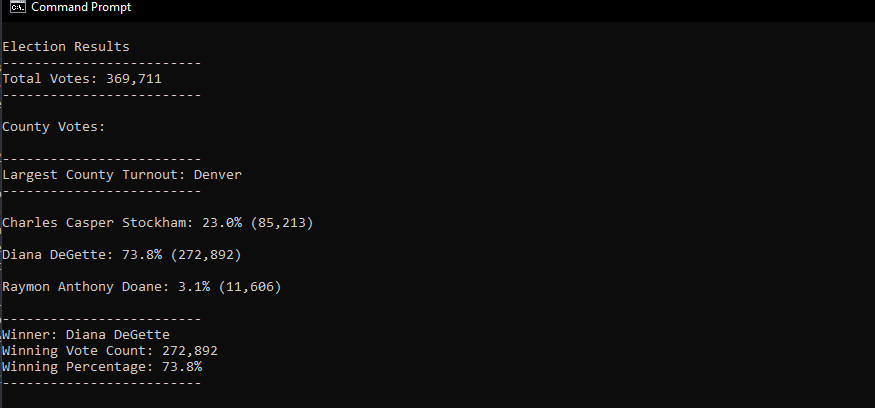 Command Prompt
Election Results
-------------------------
Total Votes: 369,711
-------------------------
County Votes:
-------------------------
Largest County Turnout: Denver
-------------------------
Charles Casper Stockham: 23.0% (85,213)
Diana DeGette: 73.8% (272,892)
Raymon Anthony Doane: 3.1% (11,606)
-------------------------
Winner: Diana DeGette
Winning Vote Count: 272,892
Winning Percentage: 73.8%
-------------------------